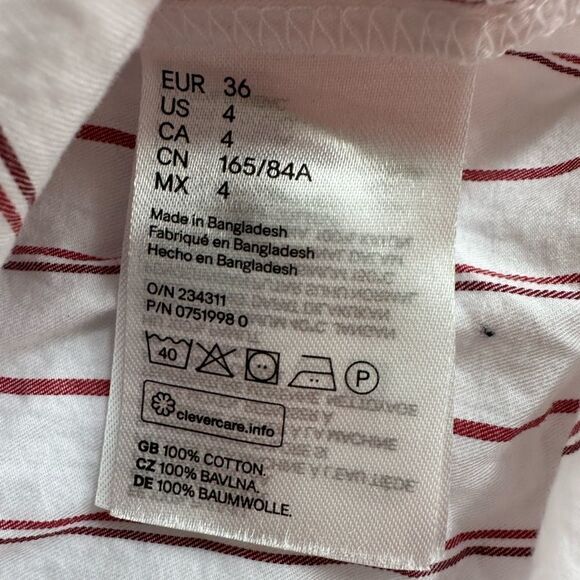 EUR 36
US 4
CA 4
CN 165/84A
MX 4
Made in Bangladesh
Fabriqué en Bangladesh
Hecho en Bangladesh
O/N 234311
P/N 0751998 0
40 P
clevercare.info
GB 100% COTTON.
CZ 100% BAVLNA.
DE 100% BAUMWOLLE.